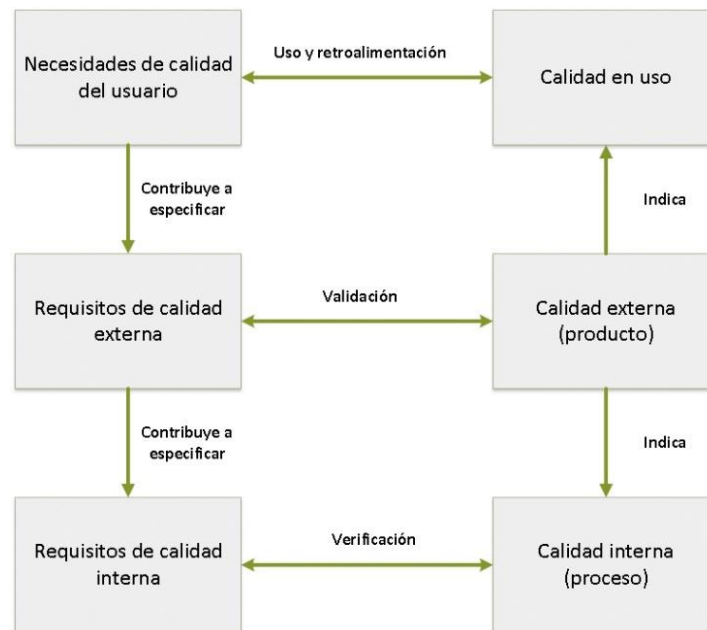 Necesidades de calidad
del usuario
Uso y retroalimentación
Calidad en uso
Contribuye a
especificar
Indica
Requisitos de calidad
externa
Validación
Calidad externa
(producto)
Contribuye a
especificar
Indica
Requisitos de calidad
interna
Verificación
Calidad interna
(proceso)